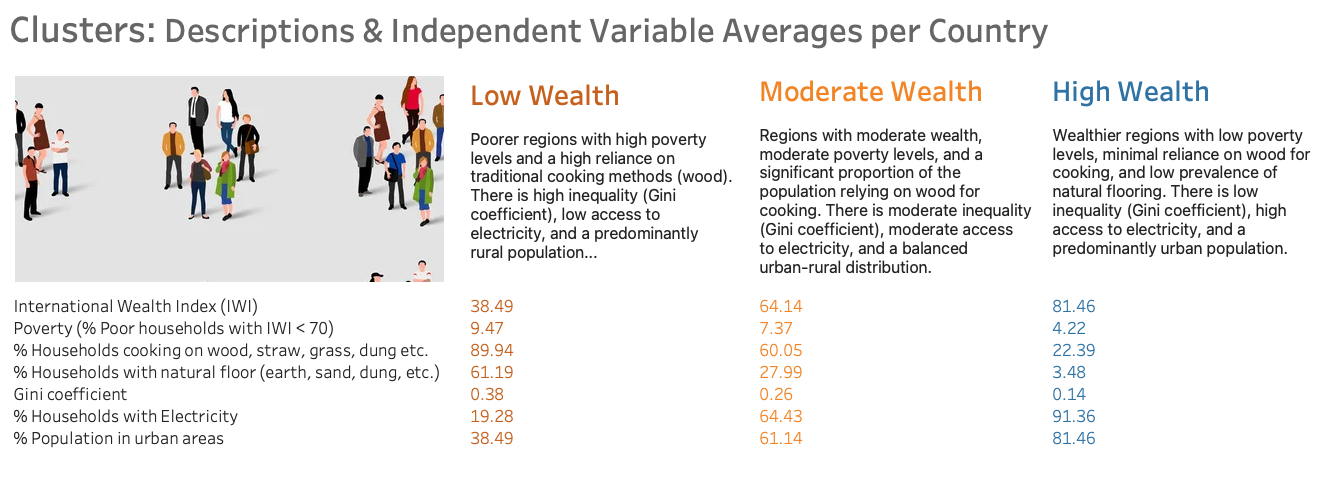 Clusters: Descriptions & Independent Variable Averages per Country
Low Wealth
Poorer regions with high poverty
levels and a high reliance on
traditional cooking methods (wood).
There is high inequality (Gini
coefficient), low access to
electricity, and a predominantly
rural population...
Moderate Wealth
Regions with moderate wealth,
moderate poverty levels, and a
significant proportion of the
population relying on wood for
cooking. There is moderate inequality
(Gini coefficient), moderate access
to electricity, and a balanced
urban-rural distribution.
High Wealth
Wealthier regions with low poverty
levels, minimal reliance on wood for
cooking, and low prevalence of
natural flooring. There is low
inequality (Gini coefficient), high
access to electricity, and a
predominantly urban population.
International Wealth Index (IWI) 38.49 64.14 81.46
Poverty (% Poor households with IWI < 70) 9.47 7.37 4.22
% Households cooking on wood, straw, grass, dung etc. 89.94 60.05 22.39
% Households with natural floor (earth, sand, dung, etc.) 61.19 27.99 3.48
Gini coefficient 0.38 0.26 0.14
% Households with Electricity 19.28 64.43 91.36
% Population in urban areas 38.49 61.14 81.46